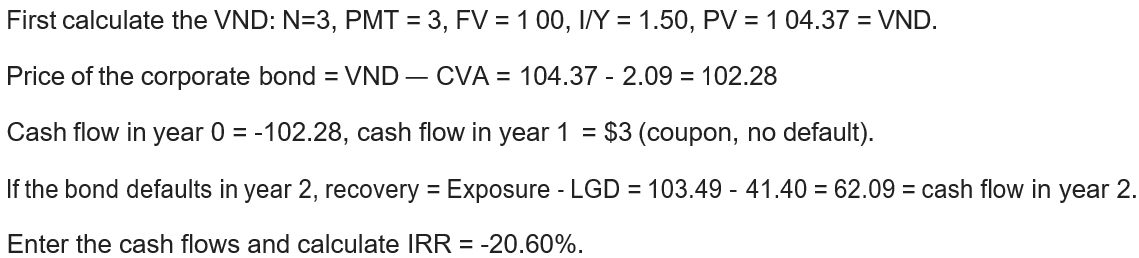 First calculate the VND: N=3, PMT = 3, FV = 1 00, I/Y = 1.50, PV = 1 04.37 = VND.
Price of the corporate bond = VND — CVA = 104.37 - 2.09 = 102.28
Cash flow in year 0 = -102.28, cash flow in year 1 = $3 (coupon, no default).
If the bond defaults in year 2, recovery = Exposure - LGD = 103.49 - 41.40 = 62.09 = cash flow in year 2.
Enter the cash flows and calculate IRR = -20.60%.